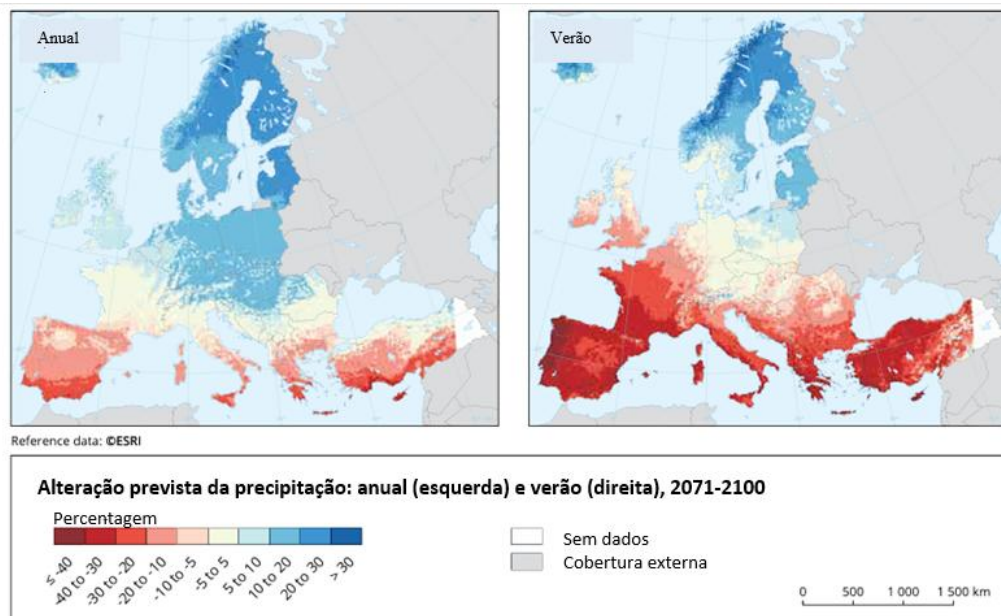 Anual
Verão
Reference data: ©ESRI
Alteração prevista da precipitação: anual (esquerda) e verão (direita), 2071-2100
Percentagem
≤ -40
-40 to -30
-30 to -20
-20 to -10
-10 to -5
-5 to 5
5 to 10
10 to 20
20 to 30
> 30
Sem dados
Cobertura externa
0 500 1 000 1 500 km